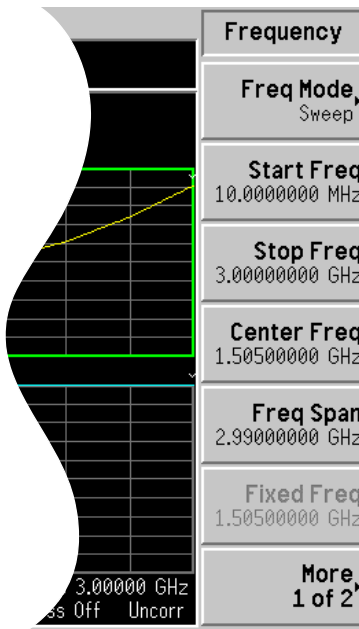 Frequency
Freq Mode
Sweep
Start Freq
10.0000000 MHz
Stop Freq
3.00000000 GHz
Center Freq
1.50500000 GHz
Freq Span
2.99000000 GHz
Fixed Freq
1.50500000 GHz
More
1 of 2
3.00000 GHz
Off Uncorr